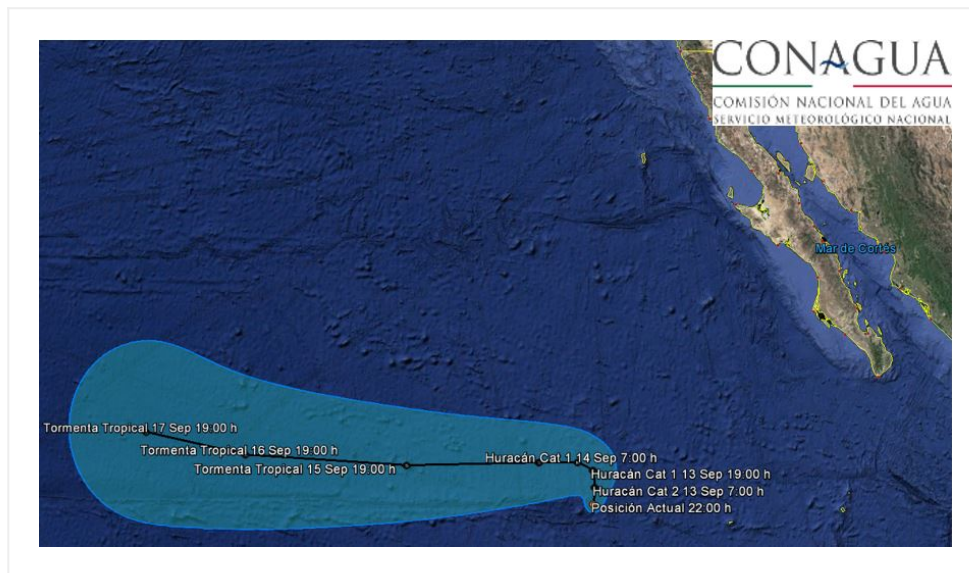 CONAGUA
COMISIÓN NACIONAL DEL AGUA
SERVICIO METEOROLÓGICO NACIONAL
Mar de Cortés
Tormenta Tropical 17 Sep 19:00 h
Tormenta Tropical 16 Sep 19:00 h
Tormenta Tropical 15 Sep 19:00 h
Huracán Cat 1 14 Sep 7:00 h
Huracán Cat 1 13 Sep 19:00 h
Huracán Cat 2 13 Sep 7:00 h
Posición Actual 22:00 h